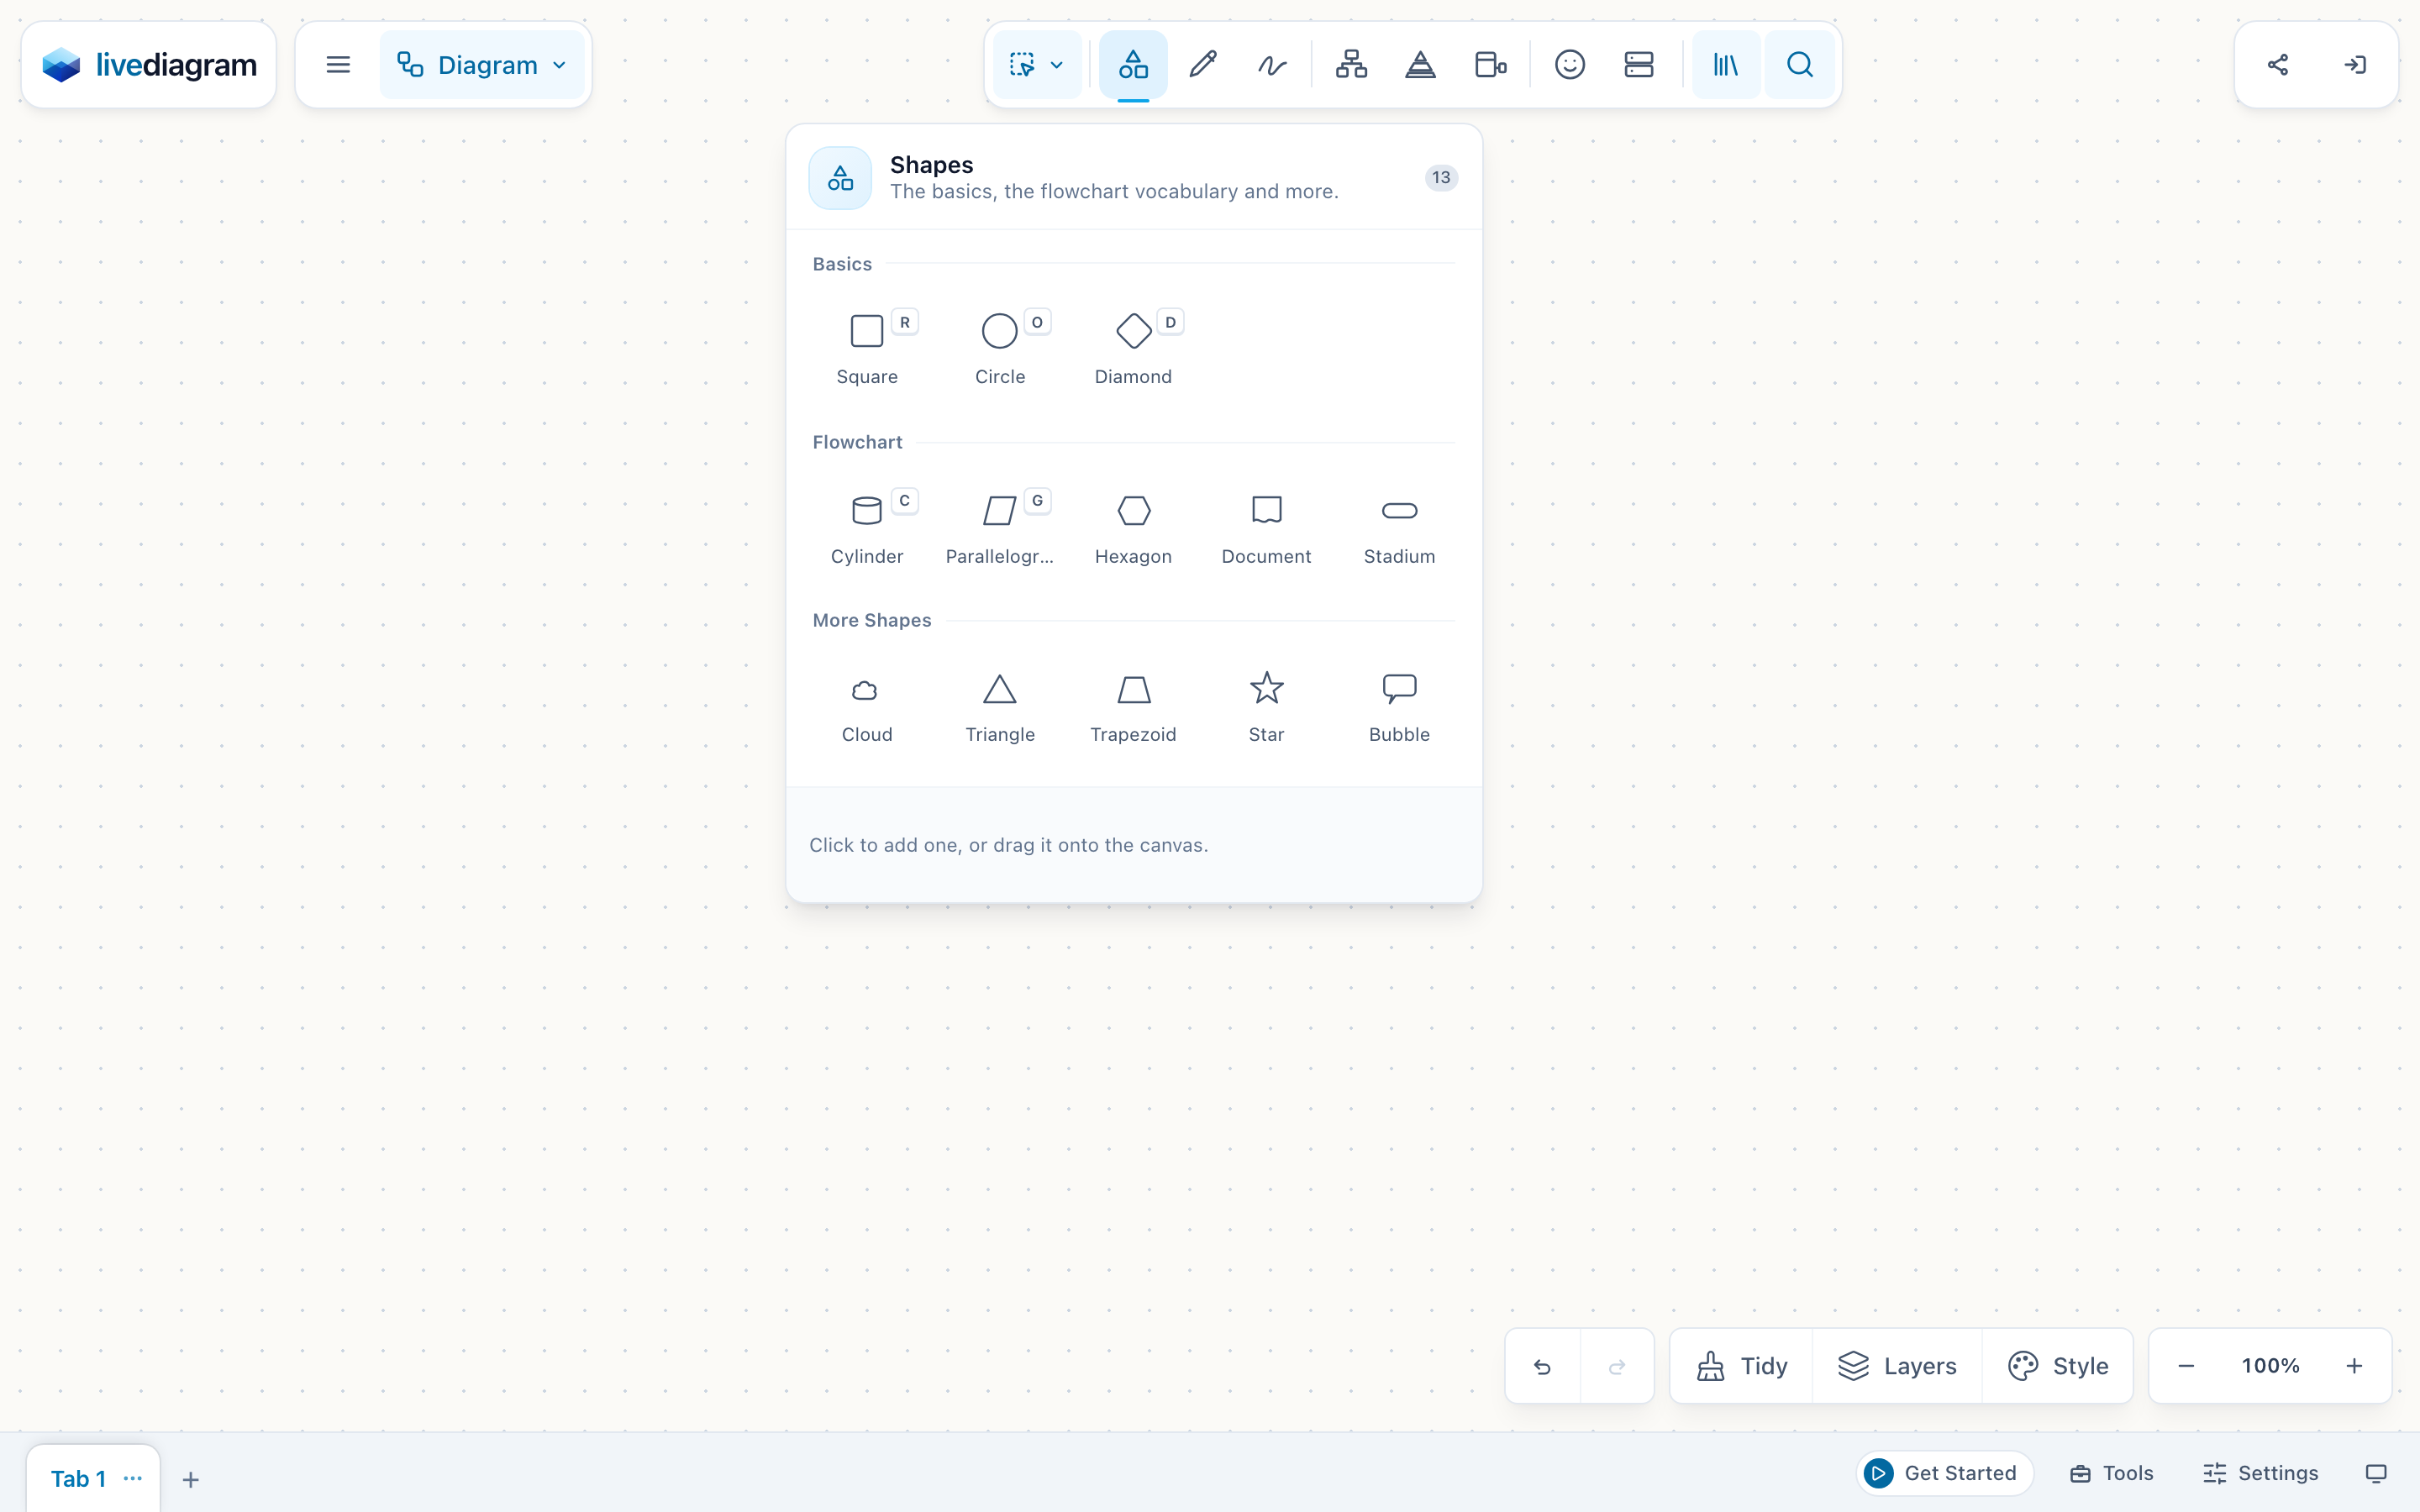 livediagram
Diagram
Shapes
The basics, the flowchart vocabulary and more.
13
Basics
R
O
D
Square
Circle
Diamond
Flowchart
C
G
Cylinder
Parallelogr...
Hexagon
Document
Stadium
More Shapes
Cloud
Triangle
Trapezoid
Star
Bubble
Click to add one, or drag it onto the canvas.
Tidy
Layers
Style
100%
Tab 1
Get Started
Tools
Settings